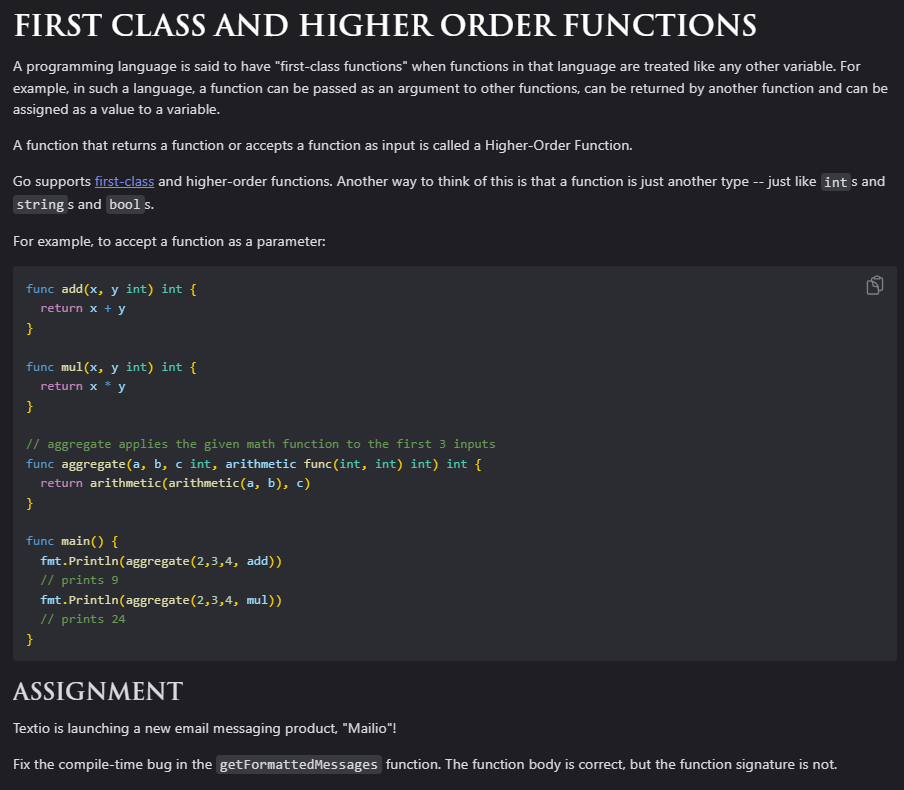 FIRST CLASS AND HIGHER ORDER FUNCTIONS
A programming language is said to have "first-class functions" when functions in that language are treated like any other variable. For
example, in such a language, a function can be passed as an argument to other functions, can be returned by another function and can be
assigned as a value to a variable.
A function that returns a function or accepts a function as input is called a Higher-Order Function.
Go supports first-class and higher-order functions. Another way to think of this is that a function is just another type -- just like int s and
string s and bool s.
For example, to accept a function as a parameter:
func add(x, y int) int {
  return x + y
}
func mul(x, y int) int {
  return x * y
}
// aggregate applies the given math function to the first 3 inputs
func aggregate(a, b, c int, arithmetic func(int, int) int) int {
  return arithmetic(arithmetic(a, b), c)
}
func main() {
  fmt.Println(aggregate(2,3,4, add))
  // prints 9
  fmt.Println(aggregate(2,3,4, mul))
  // prints 24
}
ASSIGNMENT
Textio is launching a new email messaging product, "Mailio"!
Fix the compile-time bug in the getFormattedMessages function. The function body is correct, but the function signature is not.